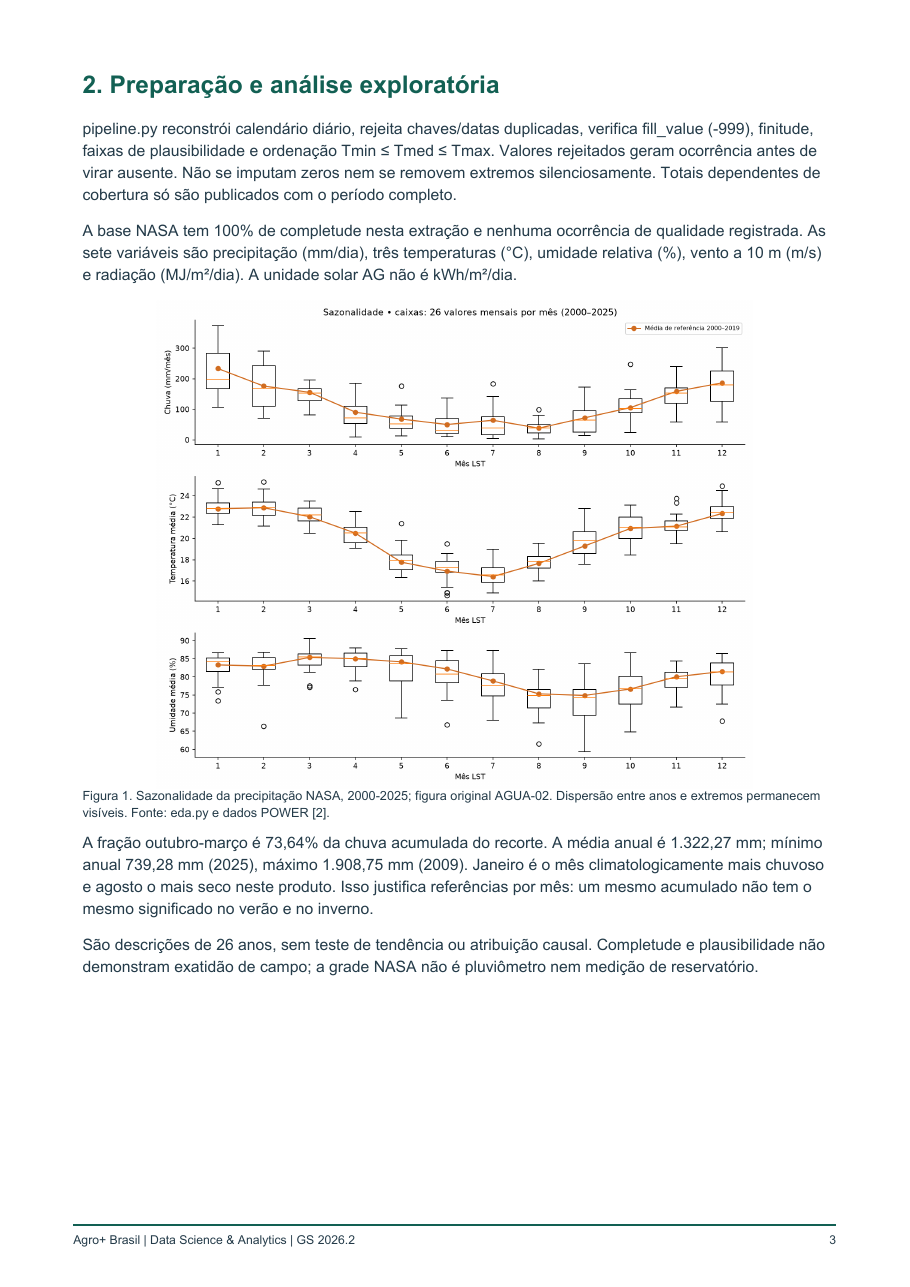 2. Preparação e análise exploratória
pipeline.py reconstrói calendário diário, rejeita chaves/datas duplicadas, verifica fill_value (-999), finitude,
faixas de plausibilidade e ordenação Tmin ≤ Tmed ≤ Tmax. Valores rejeitados geram ocorrência antes de
virar ausente. Não se imputam zeros nem se removem extremos silenciosamente. Totais dependentes de
cobertura só são publicados com o período completo.
A base NASA tem 100% de completude nesta extração e nenhuma ocorrência de qualidade registrada. As
sete variáveis são precipitação (mm/dia), três temperaturas (°C), umidade relativa (%), vento a 10 m (m/s)
e radiação (MJ/m²/dia). A unidade solar AG não é kWh/m²/dia.
Sazonalidade • caixas: 26 valores mensais por mês (2000–2025)
Média de referência 2000–2019
Chuva (mm/mês)
300
200
100
0
1 2 3 4 5 6 7 8 9 10 11 12
Mês LST
Temperatura média (°C)
24
22
20
18
16
1 2 3 4 5 6 7 8 9 10 11 12
Mês LST
Umidade média (%)
90
85
80
75
70
65
60
1 2 3 4 5 6 7 8 9 10 11 12
Mês LST
Figura 1. Sazonalidade da precipitação NASA, 2000-2025; figura original AGUA-02. Dispersão entre anos e extremos permanecem
visíveis. Fonte: eda.py e dados POWER [2].
A fração outubro-março é 73,64% da chuva acumulada do recorte. A média anual é 1.322,27 mm; mínimo
anual 739,28 mm (2025), máximo 1.908,75 mm (2009). Janeiro é o mês climatologicamente mais chuvoso
e agosto o mais seco neste produto. Isso justifica referências por mês: um mesmo acumulado não tem o
mesmo significado no verão e no inverno.
São descrições de 26 anos, sem teste de tendência ou atribuição causal. Completude e plausibilidade não
demonstram exatidão de campo; a grade NASA não é pluviômetro nem medição de reservatório.
Agro+ Brasil | Data Science & Analytics | GS 2026.2
3